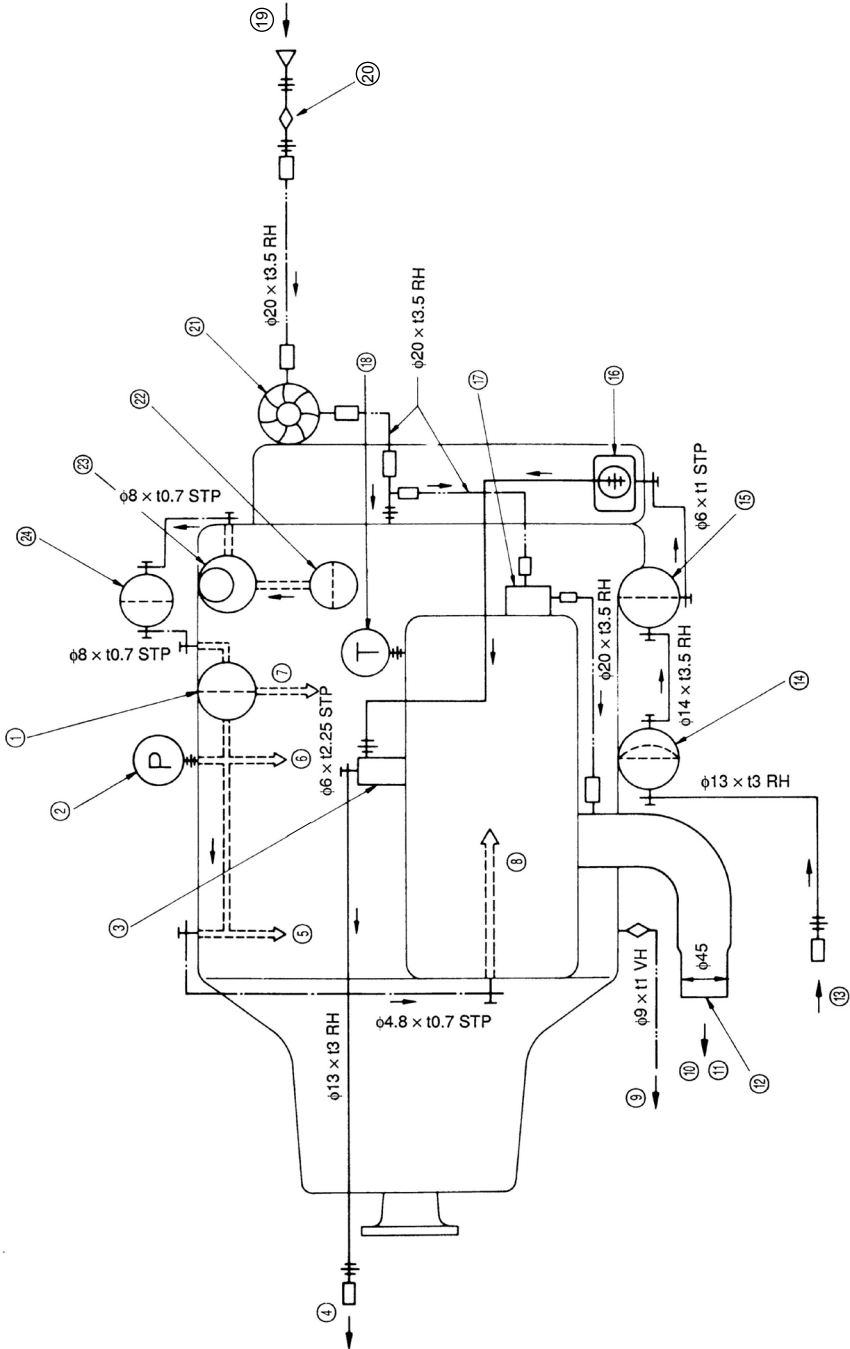 ⑲
⑳
φ20 × t3.5 RH
㉑
φ20 × t3.5 RH
⑱
㉒
㉓
⑰
⑯
φ8 × t0.7 STP
㉔
φ6 × t1 STP
⑮
φ20 × t3.5 RH
φ8 × t0.7 STP
T
⑦
φ14 × t3.5 RH
①
φ6 × t2.25 STP
⑭
P
⑥
②
φ13 × t3 RH
③
⑧
⑤
φ45
φ9 × t1 VH
⑬
φ4.8 × t0.7 STP
φ13 × t3 RH
⑩
⑪
⑫
⑨
④